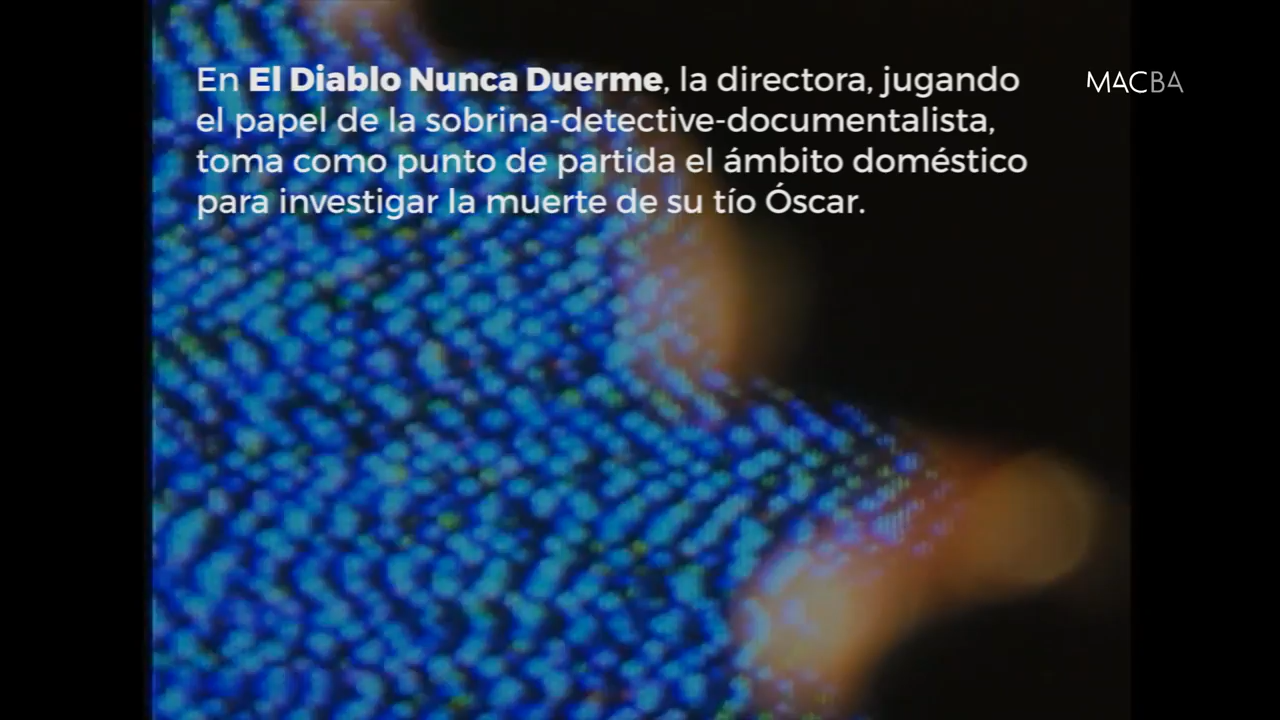 En El Diablo Nunca Duerme, la directora, jugando
el papel de la sobrina-detective-documentalista,
toma como punto de partida el ámbito doméstico
para investigar la muerte de su tío Óscar.
MACBA